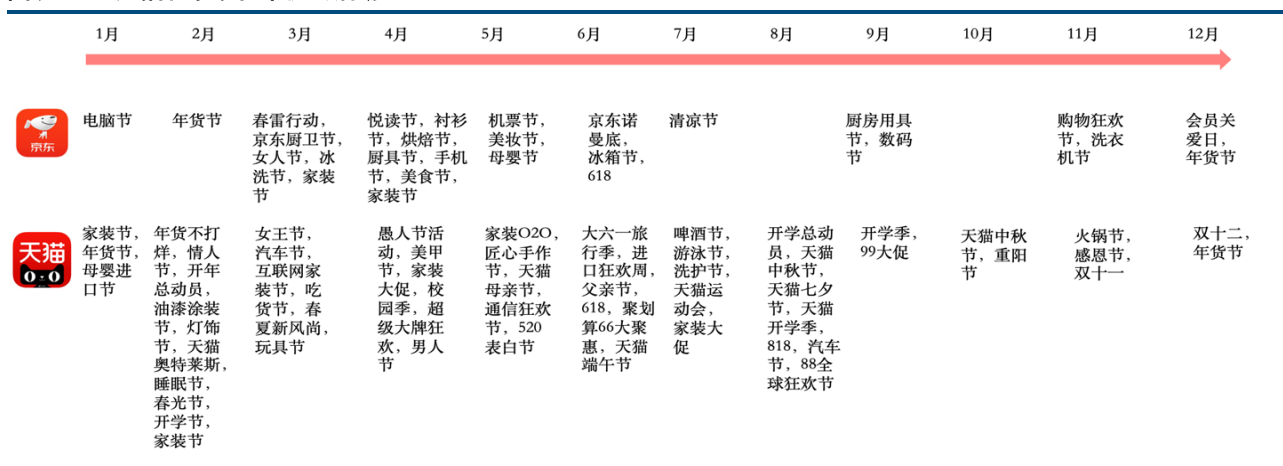 1月 2月 3月 4月 5月 6月 7月 8月 9月 10月 11月 12月
京东
电脑节
年货节
春雷行动，
京东厨卫节，
女人节，冰
洗节，家装
节
悦读节，衬衫
节，烘焙节，
厨具节，手机
节，美食节，
家装节
机票节，
美妆节，
母婴节
京东诺
曼底，
冰箱节，
618
清凉节
厨房用具
节，数码
节
购物狂欢
节，洗衣
机节
会员关
爱日，
年货节
天猫
家装节，
年货节，
母婴进
口节
年货不打
烊，情人
节，开年
总动员，
油漆涂装
节，灯饰
节，天猫
奥特莱斯，
睡眠节，
春光节，
开学节，
家装节
女王节，
汽车节，
互联网家
装节，吃
货节，春
夏新风尚，
玩具节
愚人节活
动，美甲
节，家装
大促，校
园季，超
级大牌狂
欢，男人
节
家装O2O，
匠心手作
节，天猫
母亲节，
通信狂欢
节，520
表白节
大六一旅
行季，进
口狂欢周，
父亲节，
618，聚划
算66大聚
惠，天猫
端午节
啤酒节，
游泳节，
洗护节，
天猫运
动会，
家装大
促
开学总动
员，天猫
中秋节，
天猫七夕
节，天猫
开学季，
818，汽车
节，88全
球狂欢节
开学季，
99大促
天猫中秋
节，重阳
节
火锅节，
感恩节，
双十一
双十二，
年货节